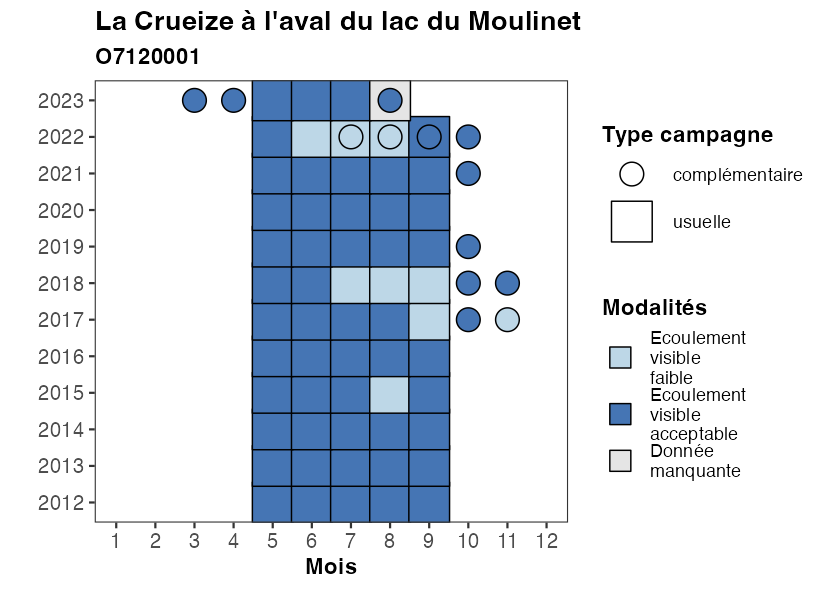 La Crueize à l'aval du lac du Moulinet
O7120001
2023
2022
2021
2020
2019
2018
2017
2016
2015
2014
2013
2012
1 2 3 4 5 6 7 8 9 10 11 12
Mois
Type campagne
complémentaire
usuelle
Modalités
Ecoulement
visible
faible
Ecoulement
visible
acceptable
Donnée
manquante